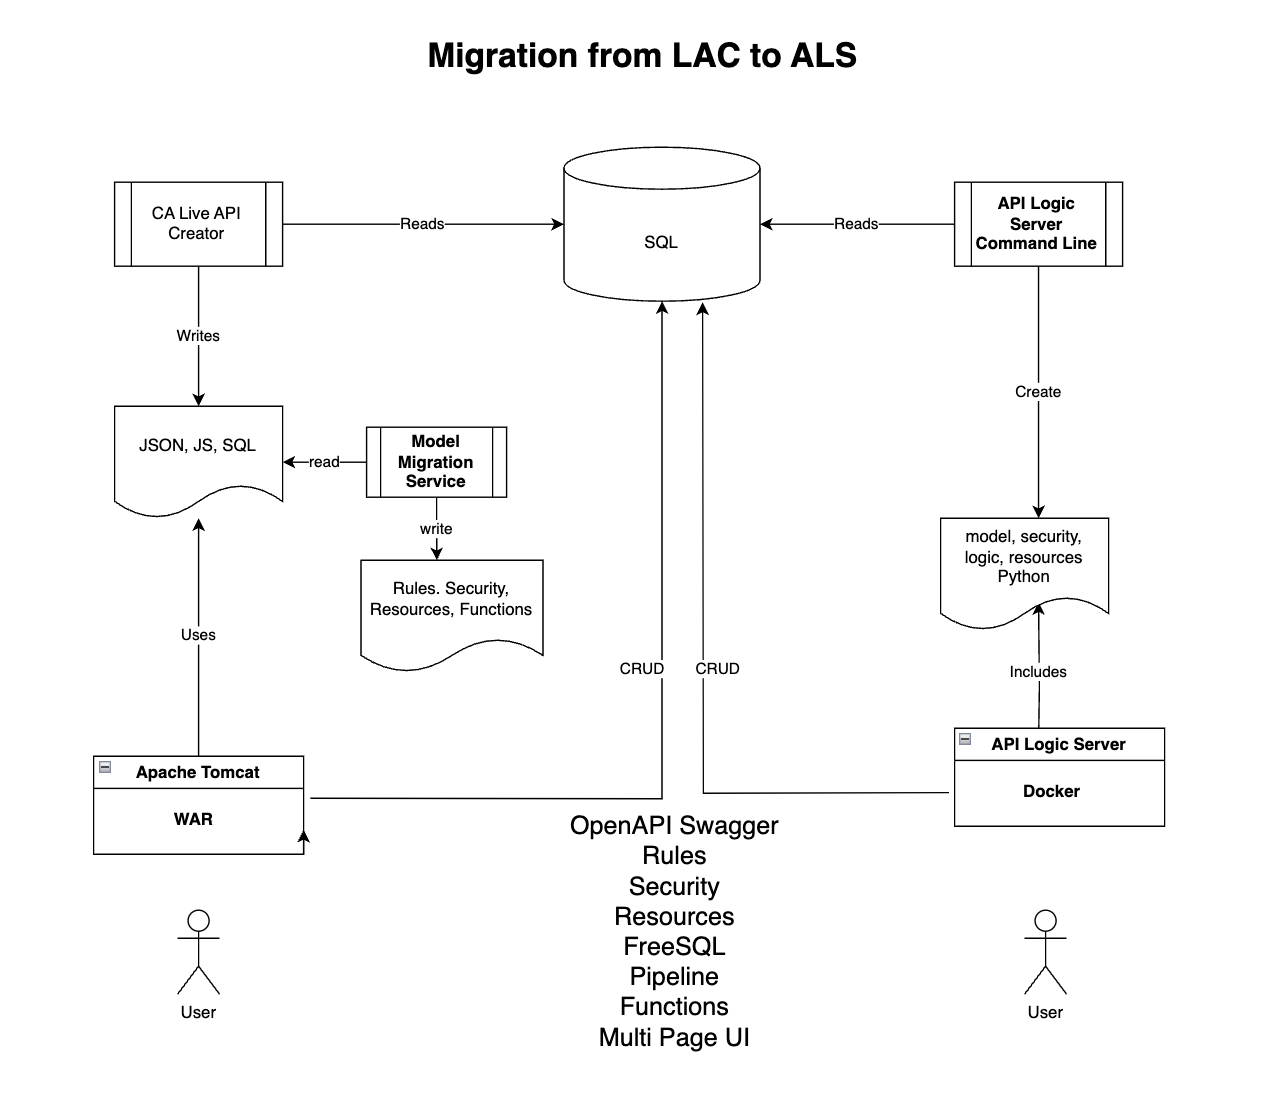 Migration from LAC to ALS
CA Live API
Creator
Reads
SQL
Reads
API Logic
Server
Command Line
Writes
Create
JSON, JS, SQL
read
Model
Migration
Service
write
Rules. Security,
Resources, Functions
model, security,
logic, resources
Python
Uses
CRUD
CRUD
Includes
Apache Tomcat
WAR
API Logic Server
Docker
OpenAPI Swagger
Rules
Security
Resources
FreeSQL
Pipeline
Functions
Multi Page UI
User
User